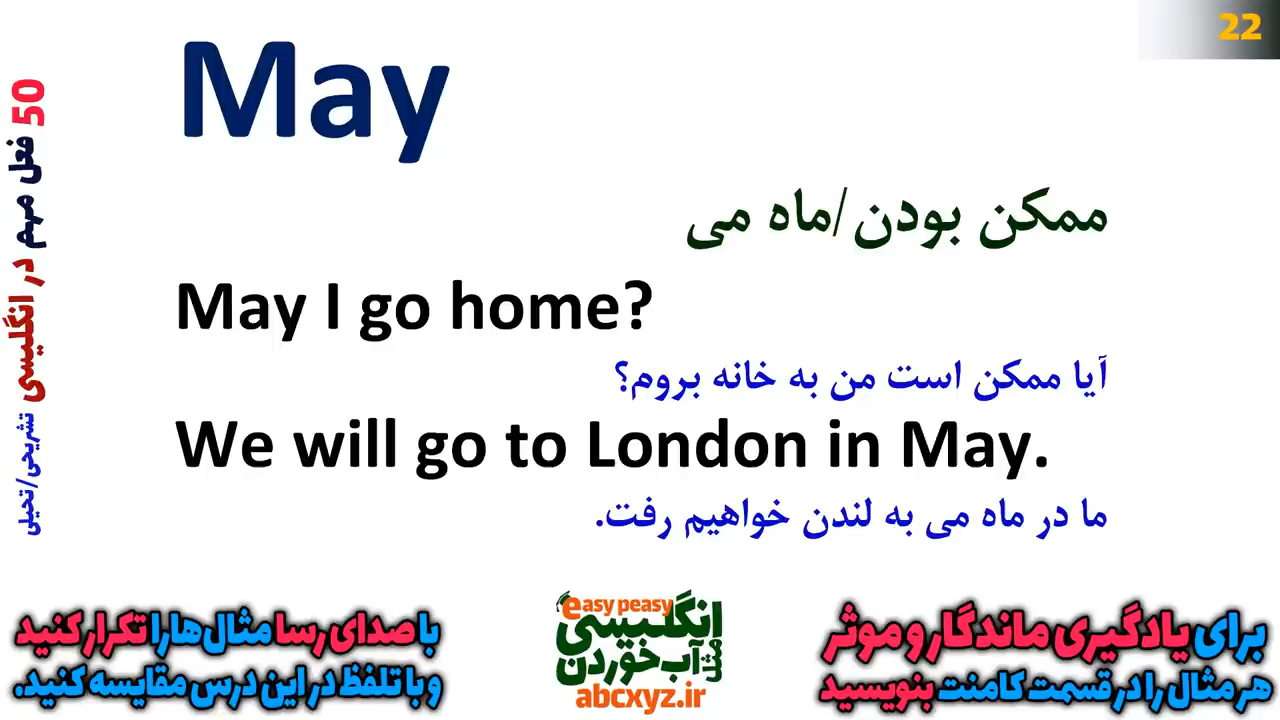 22
May
ممکن بودن/ماه می
May I go home?
آیا ممکن است من به خانه بروم؟
We will go to London in May.
ما در ماه می به لندن خواهیم رفت.
50 فعل مهم در انگلیسی تشریحی/تحیلی
برای یادگیری ماندگار و موثر
هر مثال را در قسمت کامنت بنویسید
easy peasy
انگلیسی
مثل
آب خوردن
abcxyz.ir
با صدای رسا مثال‌ها را تکرار کنید
و با تلفظ در این درس مقایسه کنید.